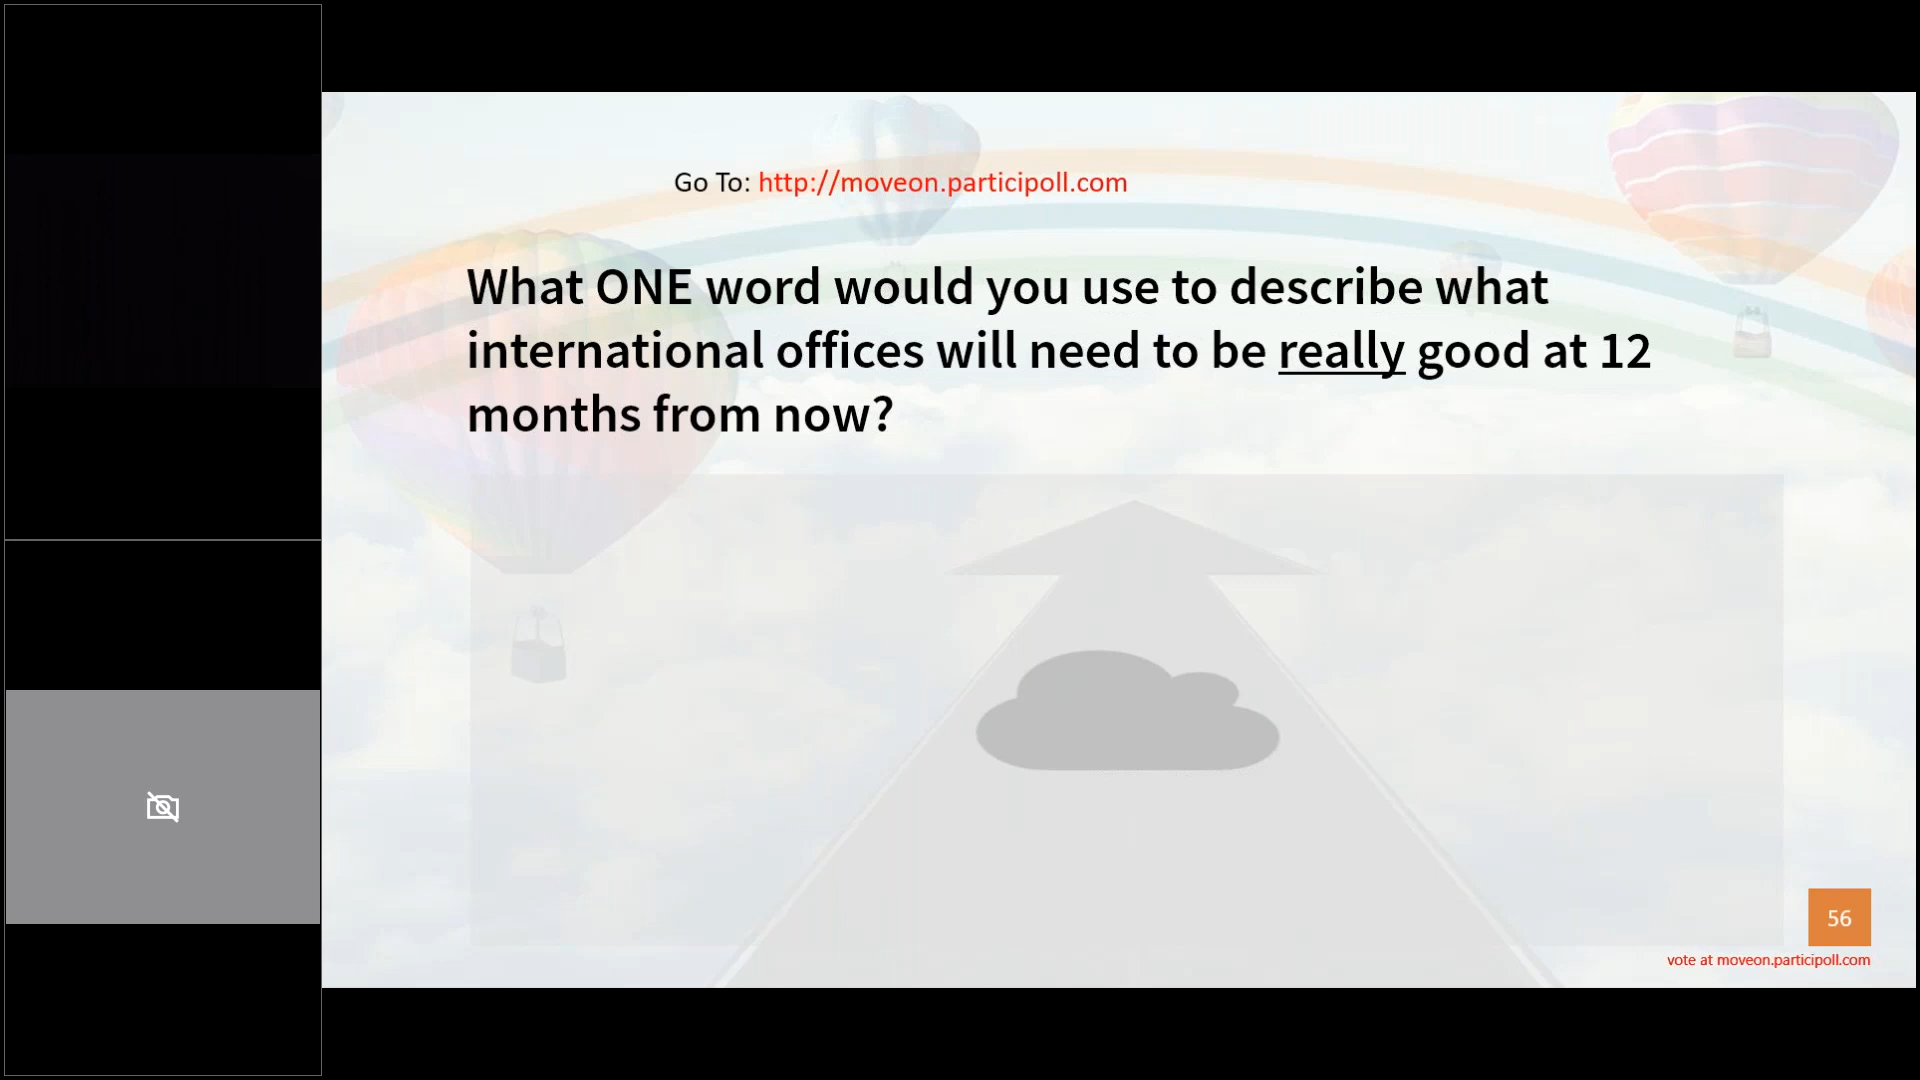 Go To: http://moveon.participoll.com
What ONE word would you use to describe what
international offices will need to be really good at 12
months from now?
56
vote at moveon.participoll.com